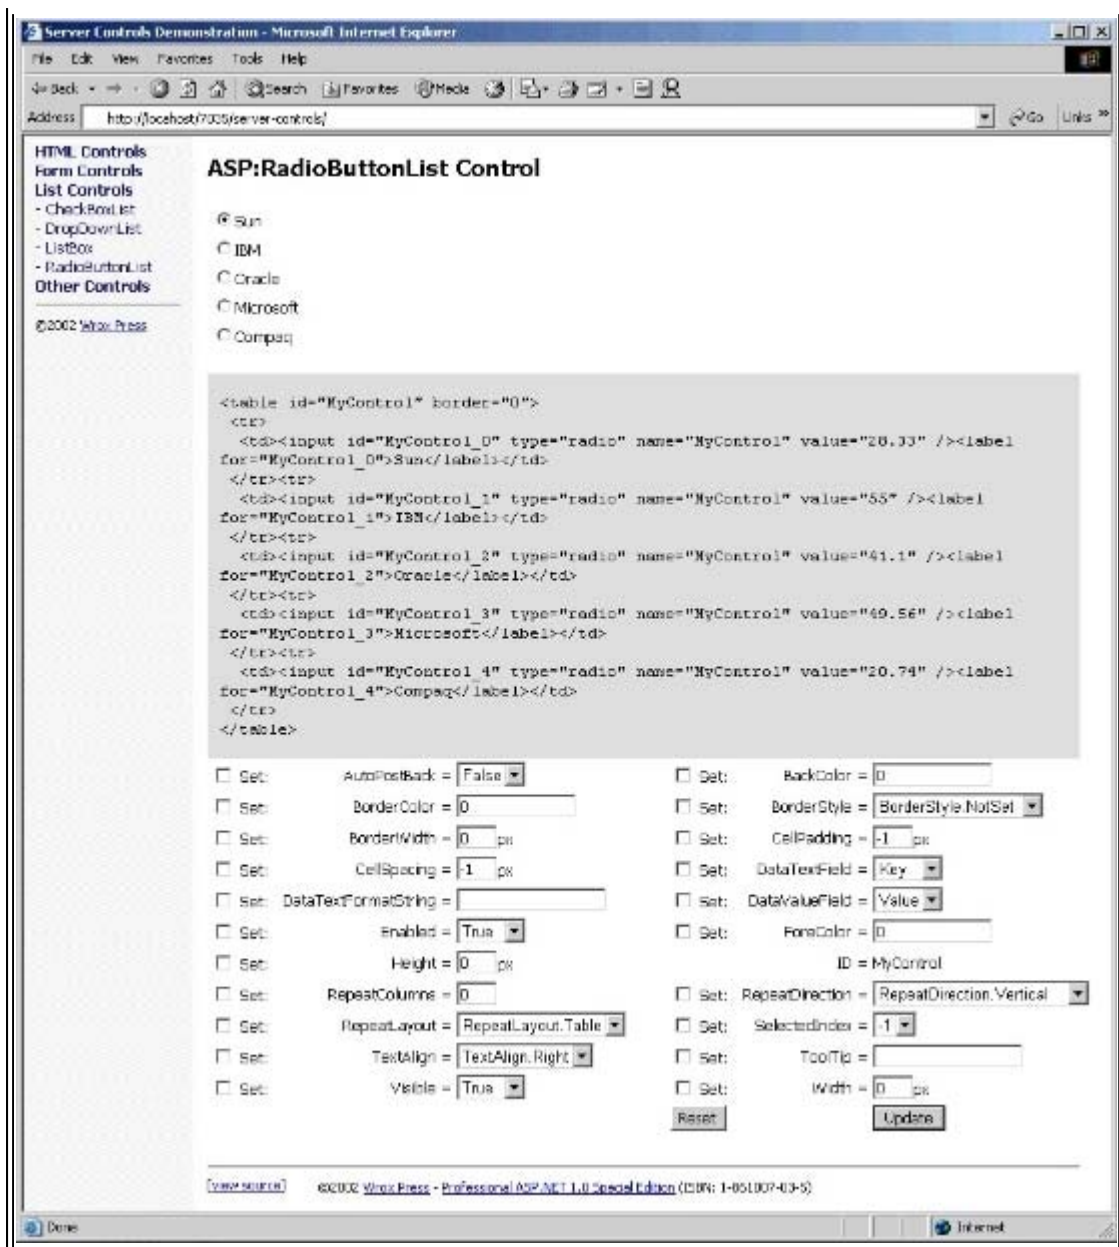 Server Controls Demonstration - Microsoft Internet Explorer
File Edit View Favorites Tools Help
Back Search Favorites Media
Address http://locahost/7035/server-controls/ Go Links »
HTML Controls
Form Controls
List Controls
- CheckBoxList
- DropDownList
- ListBox
- RadioButtonList
Other Controls
©2002 Wrox Press
ASP:RadioButtonList Control
Sun
IBM
Oracle
Microsoft
Compaq
<table id="MyControl" border="0">
<tr>
<td><input id="MyControl_0" type="radio" name="MyControl" value="28.33" /><label
for="MyControl_0">Sun</label></td>
</tr><tr>
<td><input id="MyControl_1" type="radio" name="MyControl" value="55" /><label
for="MyControl_1">IBM</label></td>
</tr><tr>
<td><input id="MyControl_2" type="radio" name="MyControl" value="41.1" /><label
for="MyControl_2">Oracle</label></td>
</tr><tr>
<td><input id="MyControl_3" type="radio" name="MyControl" value="49.56" /><label
for="MyControl_3">Microsoft</label></td>
</tr><tr>
<td><input id="MyControl_4" type="radio" name="MyControl" value="20.74" /><label
for="MyControl_4">Compaq</label></td>
</tr>
</table>
Set: AutoPostBack = False Set: BackColor = 0
Set: BorderColor = 0 Set: BorderStyle = BorderStyle.NotSet
Set: BorderWidth = 0 px Set: CellPadding = -1 px
Set: CellSpacing = -1 px Set: DataTextField = Key
Set: DataTextFormatString = Set: DataValueField = Value
Set: Enabled = True Set: ForeColor = 0
Set: Height = 0 px ID = MyControl
Set: RepeatColumns = 0 Set: RepeatDirection = RepeatDirection.Vertical
Set: RepeatLayout = RepeatLayout.Table Set: SelectedIndex = -1
Set: TextAlign = TextAlign.Right Set: ToolTip =
Set: Visible = True Set: Width = 0 px
Reset Update
[view source] ©2002 Wrox Press - Professional ASP.NET 1.0 Special Edition (ISBN: 1-861007-03-5)
Done Internet